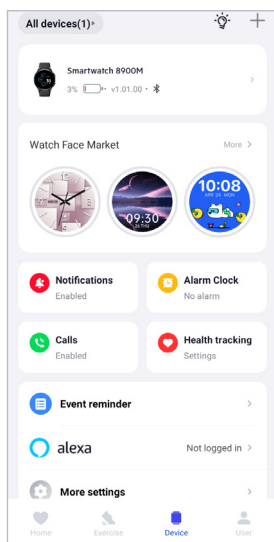 All devices(1)
Smartwatch 8900M
3% v1.01.00
Watch Face Market
More >
09:30
26 THU
10:08
Notifications
Enabled
Alarm Clock
No alarm
Calls
Enabled
Health tracking
Settings
Event reminder
alexa
Not logged in >
More settings
Home
Exercise
Device
User